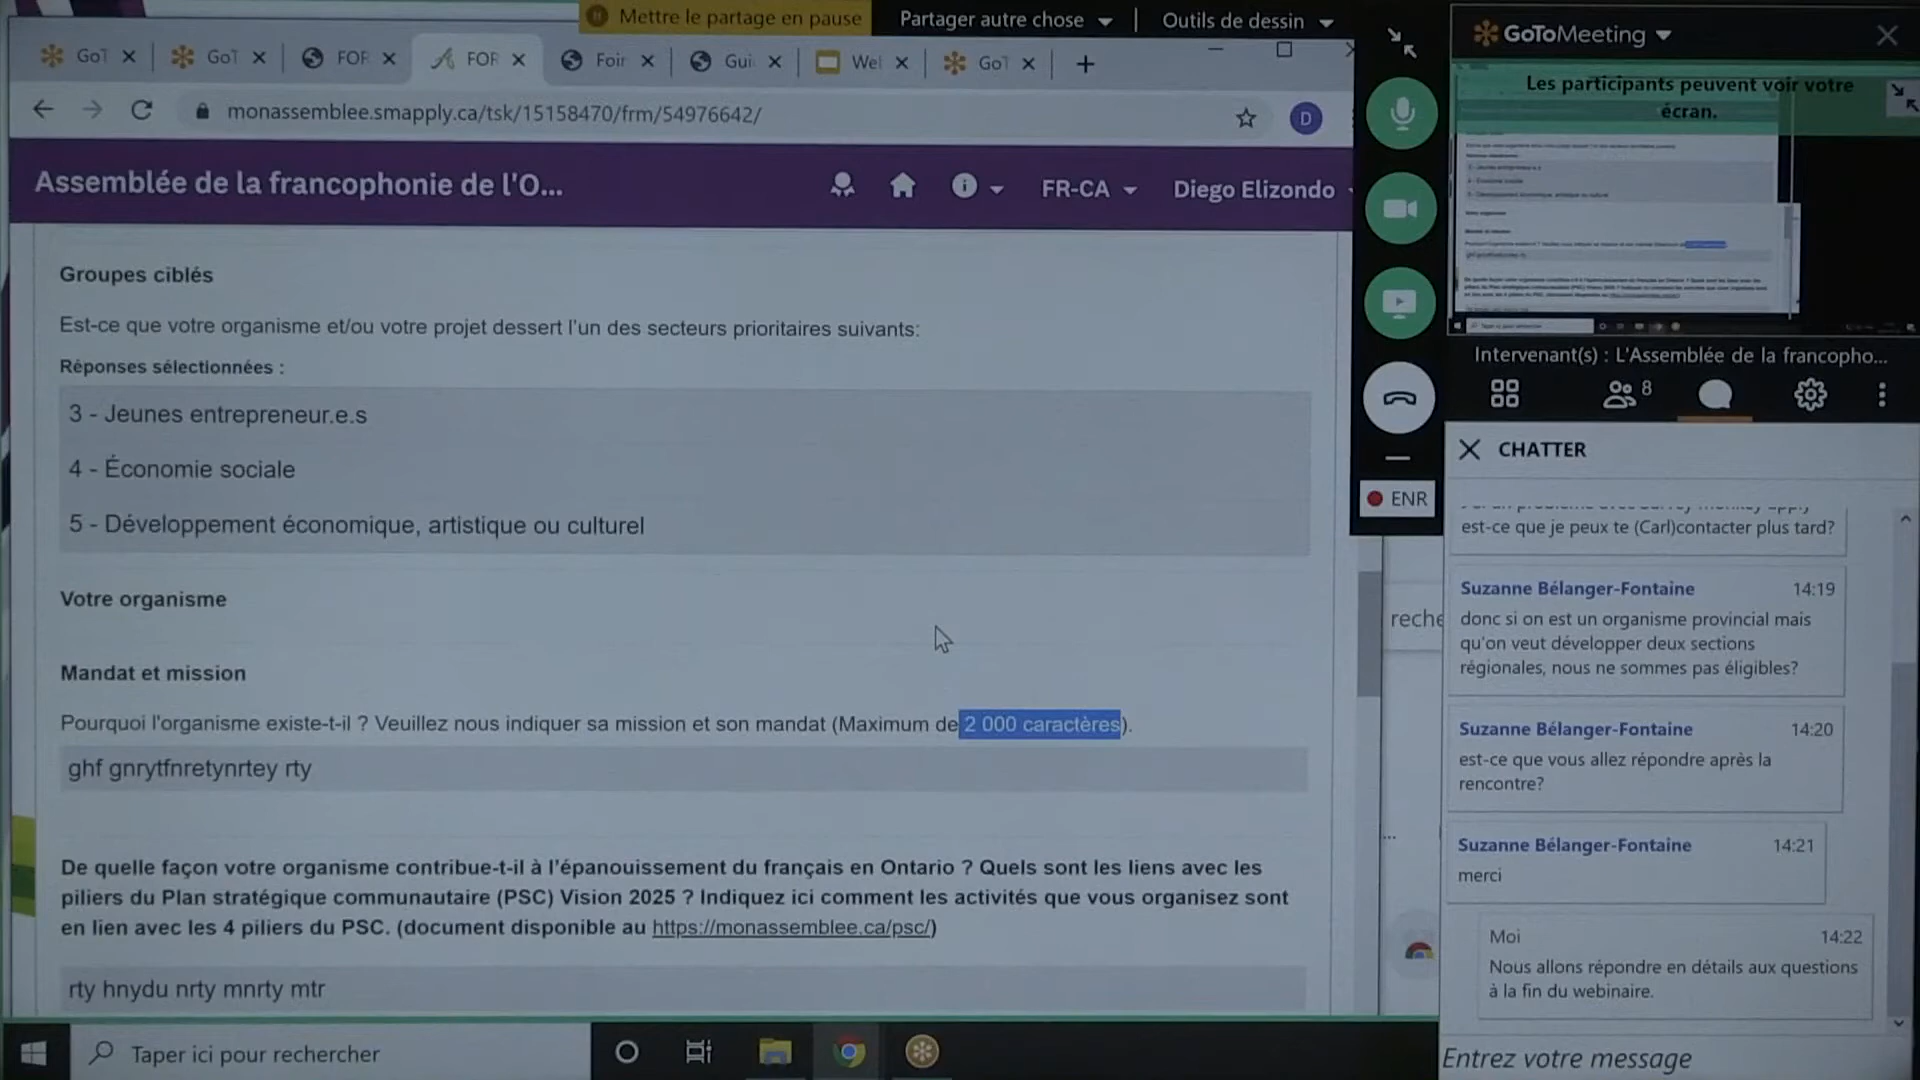 Mettre le partage en pause
Partager autre chose
Outils de dessin
GoT
GoT
FOR
FOR
Foir
Gui
We
GoT
monassemblee.smapply.ca/tsk/15158470/frm/54976642/
D
Assemblée de la francophonie de l'O...
FR-CA
Diego Elizondo
Groupes ciblés
Est-ce que votre organisme et/ou votre projet dessert l'un des secteurs prioritaires suivants:
Réponses sélectionnées :
3 - Jeunes entrepreneur.e.s
4 - Économie sociale
5 - Développement économique, artistique ou culturel
Votre organisme
Mandat et mission
Pourquoi l'organisme existe-t-il ? Veuillez nous indiquer sa mission et son mandat (Maximum de 2 000 caractères).
ghf gnrytfnretynrtey rty
De quelle façon votre organisme contribue-t-il à l'épanouissement du français en Ontario ? Quels sont les liens avec les
piliers du Plan stratégique communautaire (PSC) Vision 2025 ? Indiquez ici comment les activités que vous organisez sont
en lien avec les 4 piliers du PSC. (document disponible au https://monassemblee.ca/psc/)
rty hnydu nrty mnrty mtr
Taper ici pour rechercher
ENR
reche
GoToMeeting
Les participants peuvent voir votre
écran.
Intervenant(s) : L'Assemblée de la francopho...
8
CHATTER
est-ce que je peux te (Carl)contacter plus tard?
Suzanne Bélanger-Fontaine 14:19
donc si on est un organisme provincial mais
qu'on veut développer deux sections
régionales, nous ne sommes pas éligibles?
Suzanne Bélanger-Fontaine 14:20
est-ce que vous allez répondre après la
rencontre?
Suzanne Bélanger-Fontaine 14:21
merci
Moi 14:22
Nous allons répondre en détails aux questions
à la fin du webinaire.
Entrez votre message